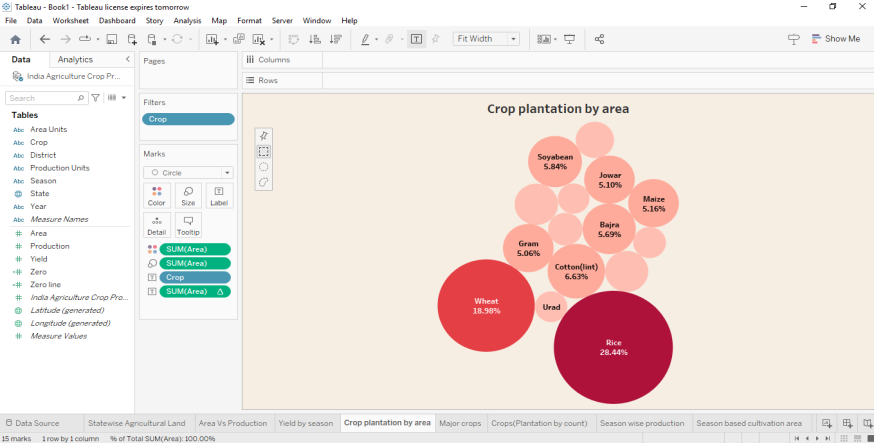 Tableau - Book1 - Tableau license expires tomorrow
File Data Worksheet Dashboard Story Analysis Map Format Server Window Help
Fit Width
Show Me
Data Analytics
India Agriculture Crop Pr...
Search
Tables
Abc Area Units
Abc Crop
Abc District
Abc Production Units
Abc Season
State
Abc Year
Abc Measure Names
# Area
# Production
# Yield
# Zero
# Zero line
# India Agriculture Crop Pro...
Latitude (generated)
Longitude (generated)
# Measure Values
Pages
Filters
Crop
Marks
Circle
Color Size Label
Detail Tooltip
SUM(Area)
SUM(Area)
Crop
SUM(Area)
Columns
Rows
Crop plantation by area
Soyabean
5.84%
Jowar
5.10%
Maize
5.16%
Bajra
5.69%
Gram
5.06%
Cotton(lint)
6.63%
Wheat
18.98%
Urad
Rice
28.44%
Data Source Statewise Agricultural Land Area Vs Production Yield by season Crop plantation by area Major crops Crops(Plantation by count) Season wise production Season based cultivation area
15 marks 1 row by 1 column % of Total SUM(Area): 100.00%